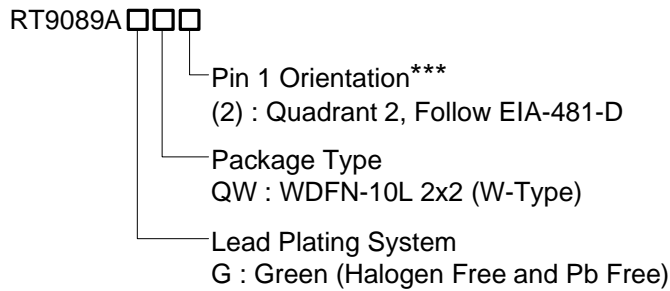 RT9089A□□□
Pin 1 Orientation***
(2) : Quadrant 2, Follow EIA-481-D
Package Type
QW : WDFN-10L 2x2 (W-Type)
Lead Plating System
G : Green (Halogen Free and Pb Free)